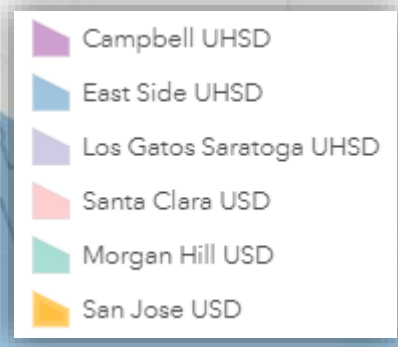 Campbell UHSD
East Side UHSD
Los Gatos Saratoga UHSD
Santa Clara USD
Morgan Hill USD
San Jose USD